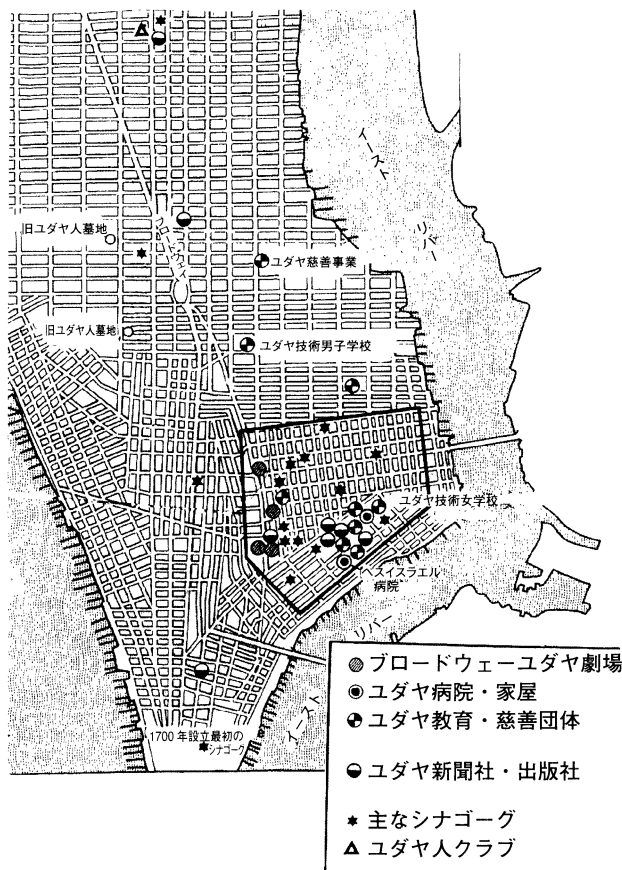 イースト
リバー
旧ユダヤ人墓地
ブロードウェイ
ユダヤ慈善事業
旧ユダヤ人墓地
ユダヤ技術男子学校
ユダヤ技術女学校
ベスイスラエル
病院
リバー
イースト
1700年設立最初の
シナゴーグ
ブロードウェーユダヤ劇場
ユダヤ病院・家屋
ユダヤ教育・慈善団体
ユダヤ新聞社・出版社
主なシナゴーグ
ユダヤ人クラブ